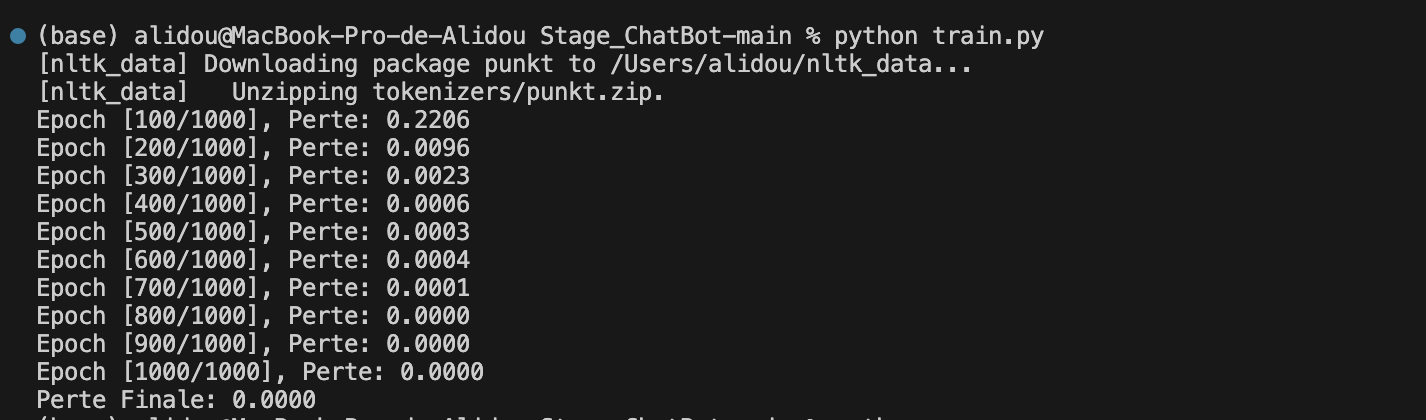 (base) alidou@MacBook-Pro-de-Alidou Stage_ChatBot-main % python train.py
[nltk_data] Downloading package punkt to /Users/alidou/nltk_data...
[nltk_data]   Unzipping tokenizers/punkt.zip.
Epoch [100/1000], Perte: 0.2206
Epoch [200/1000], Perte: 0.0096
Epoch [300/1000], Perte: 0.0023
Epoch [400/1000], Perte: 0.0006
Epoch [500/1000], Perte: 0.0003
Epoch [600/1000], Perte: 0.0004
Epoch [700/1000], Perte: 0.0001
Epoch [800/1000], Perte: 0.0000
Epoch [900/1000], Perte: 0.0000
Epoch [1000/1000], Perte: 0.0000
Perte Finale: 0.0000